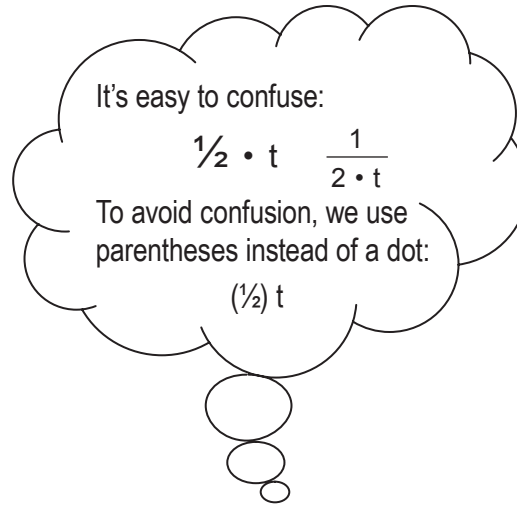 It's easy to confuse:
½ • t    1 / 2 • t
To avoid confusion, we use
parentheses instead of a dot:
(½) t